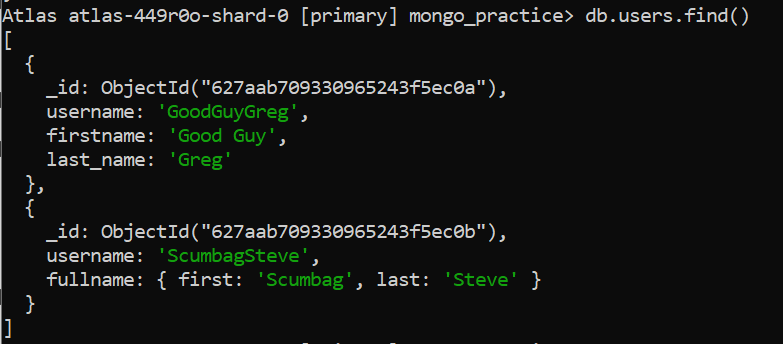 Atlas atlas-449r0o-shard-0 [primary] mongo_practice> db.users.find()
[
  {
    _id: ObjectId("627aab709330965243f5ec0a"),
    username: 'GoodGuyGreg',
    firstname: 'Good Guy',
    last_name: 'Greg'
  },
  {
    _id: ObjectId("627aab709330965243f5ec0b"),
    username: 'ScumbagSteve',
    fullname: { first: 'Scumbag', last: 'Steve' }
  }
]